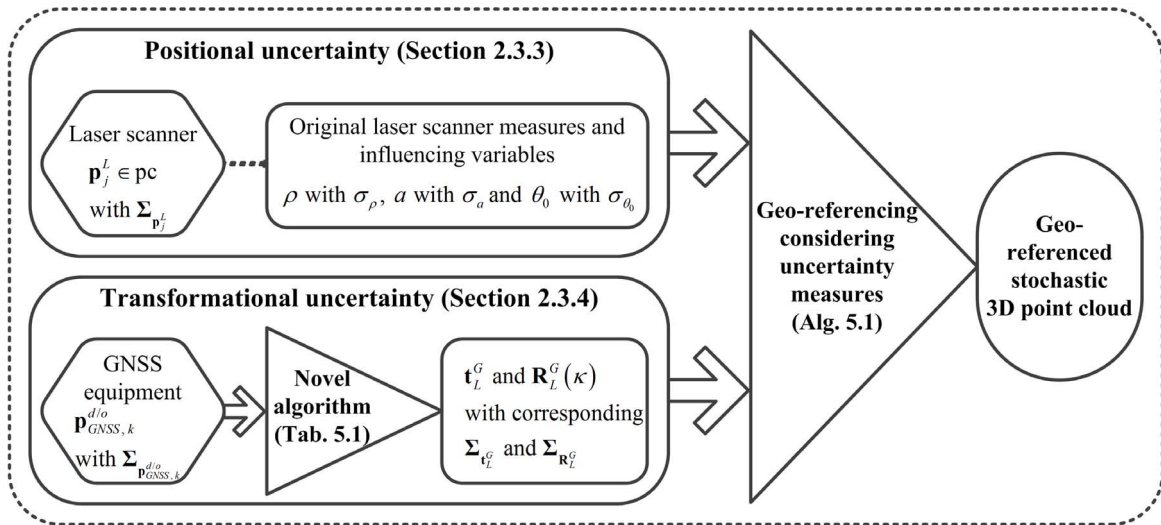 Positional uncertainty (Section 2.3.3)
Laser scanner
p_j^L ∈ pc
with Σ_{p_j^L}
Original laser scanner measures and
influencing variables
ρ with σ_ρ, a with σ_a and θ_0 with σ_{θ_0}
Transformational uncertainty (Section 2.3.4)
GNSS
equipment
p_{GNSS, k}^{d/o}
with Σ_{p_{GNSS, k}^{d/o}}
Novel
algorithm
(Tab. 5.1)
t_L^G and R_L^G(κ)
with corresponding
Σ_{t_L^G} and Σ_{R_L^G}
Geo-referencing
considering
uncertainty
measures
(Alg. 5.1)
Geo-
referenced
stochastic
3D point cloud